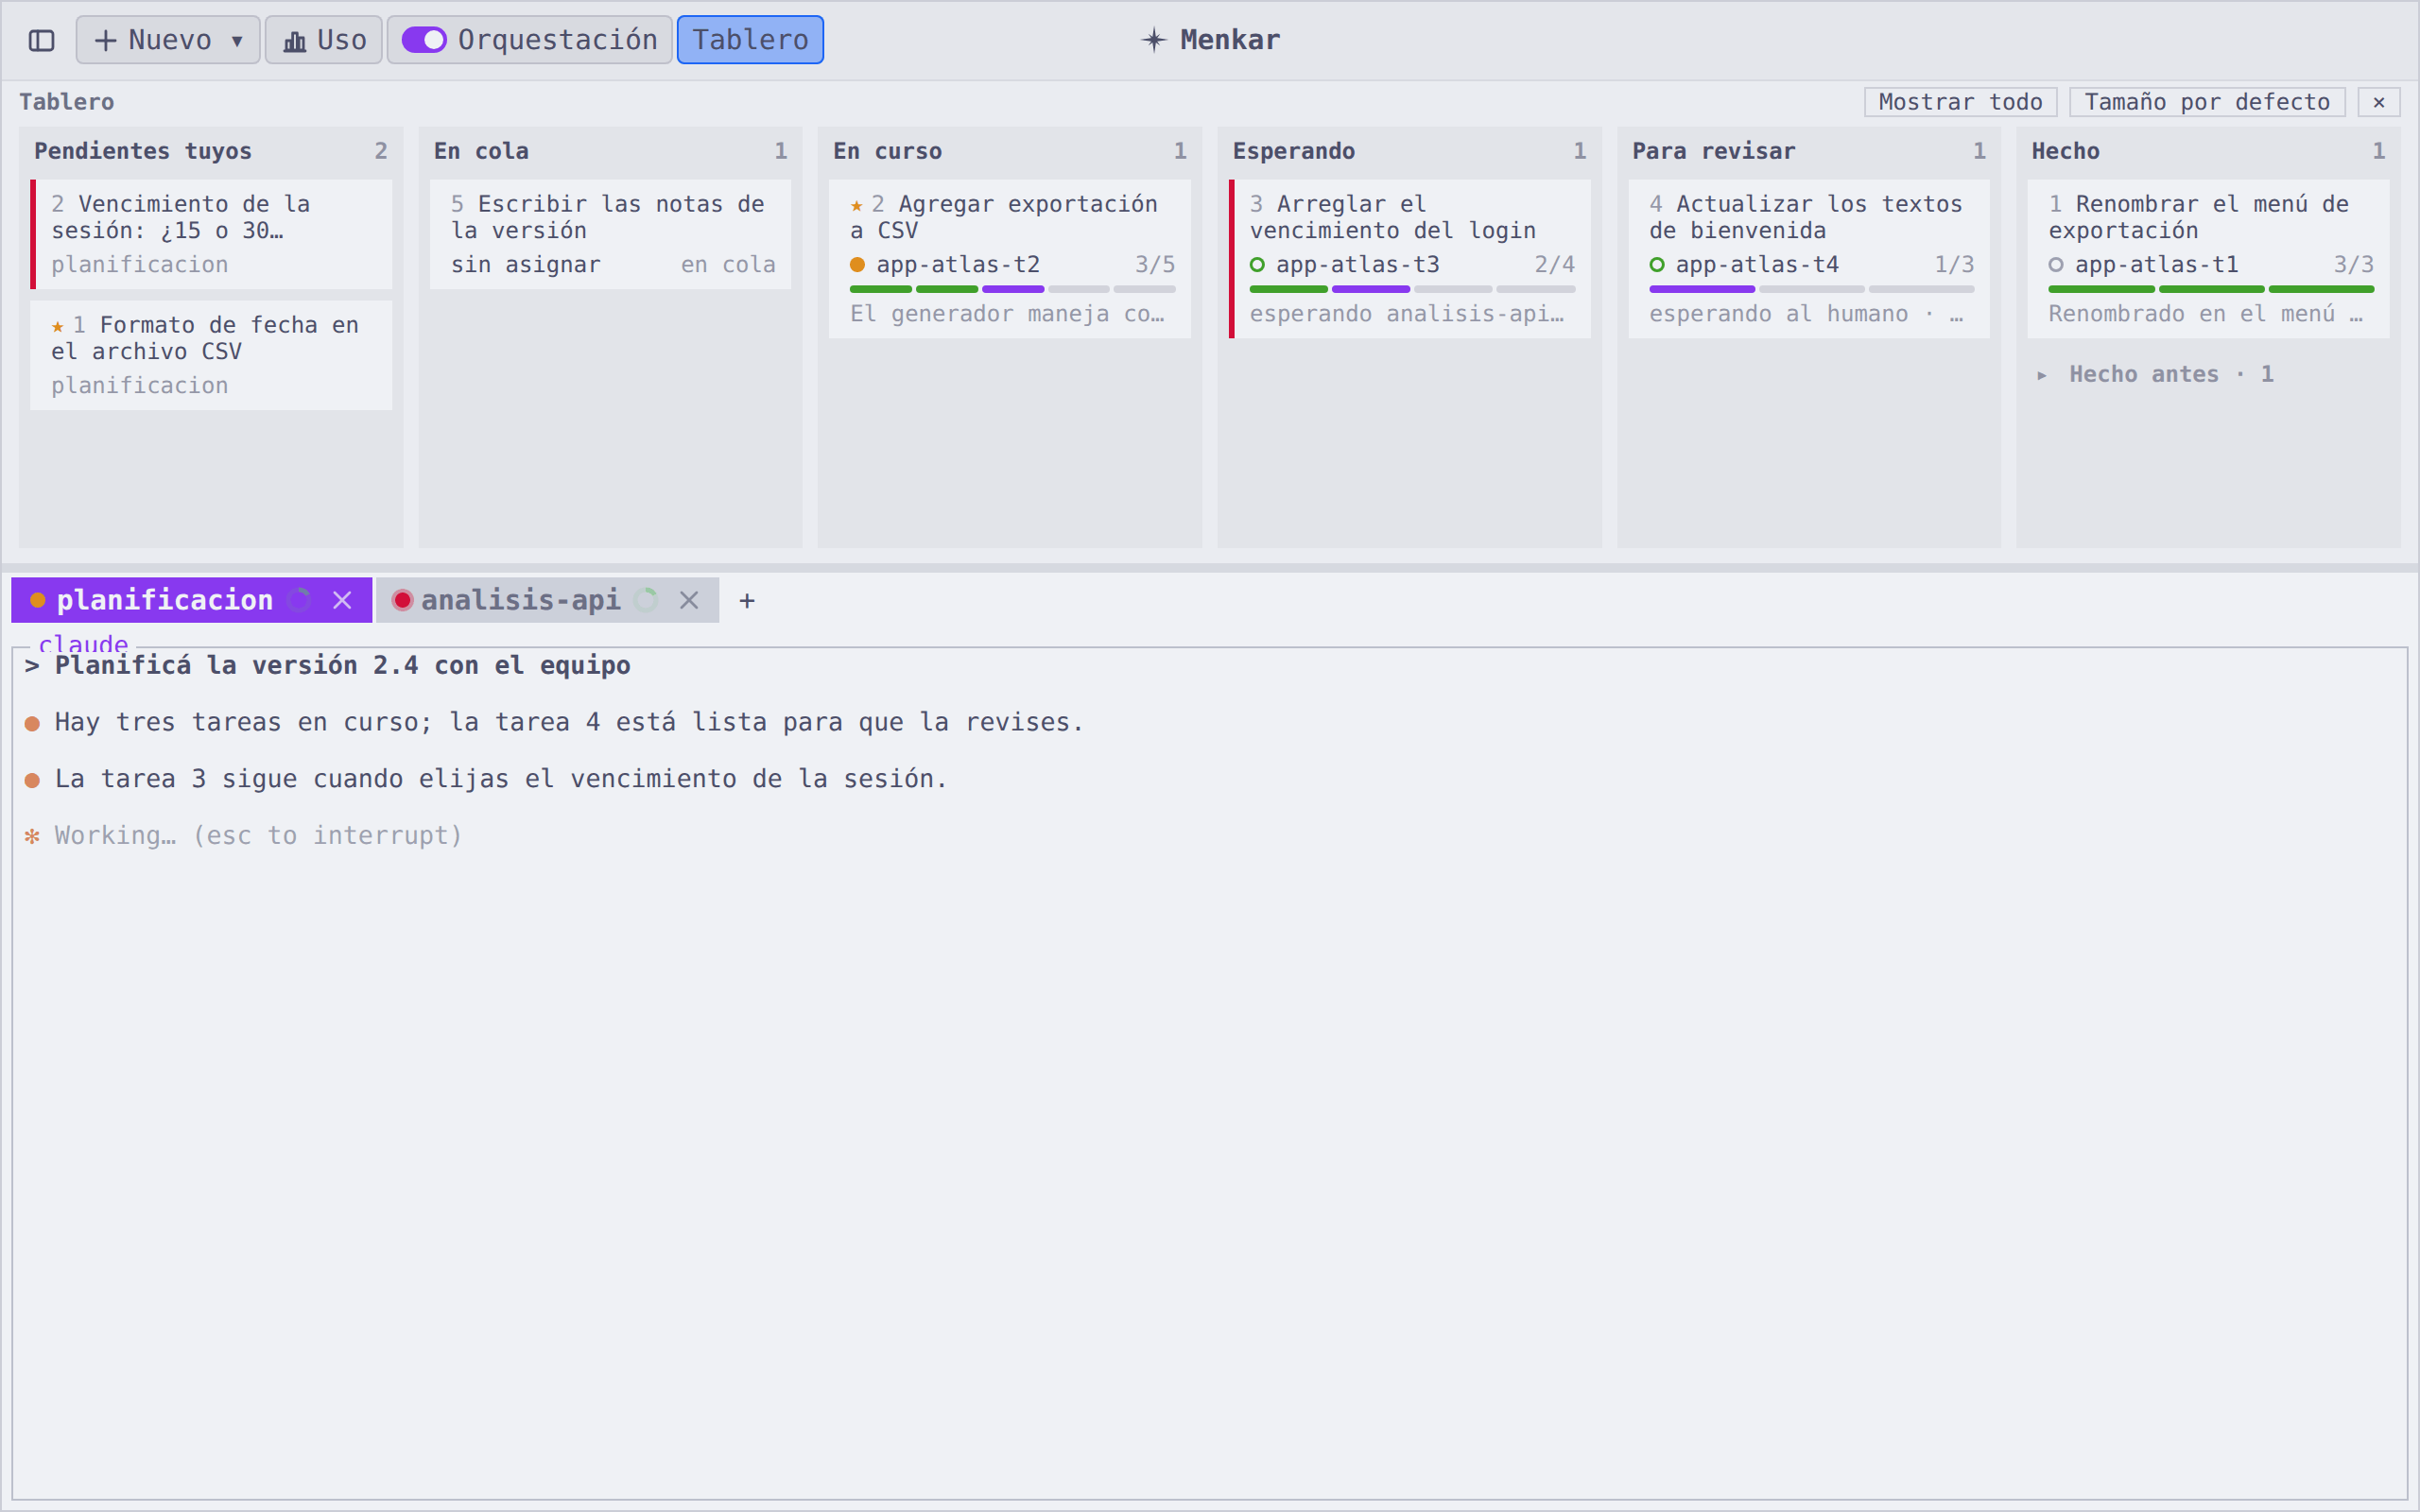 Nuevo ▼ Uso Orquestación Tablero Menkar
Tablero Mostrar todo Tamaño por defecto ×
Pendientes tuyos 2
2 Vencimiento de la
sesión: ¿15 o 30…
planificacion
★ 1 Formato de fecha en
el archivo CSV
planificacion
En cola 1
5 Escribir las notas de
la versión
sin asignar en cola
En curso 1
★ 2 Agregar exportación
a CSV
app-atlas-t2 3/5
El generador maneja co…
Esperando 1
3 Arreglar el
vencimiento del login
app-atlas-t3 2/4
esperando analisis-api…
Para revisar 1
4 Actualizar los textos
de bienvenida
app-atlas-t4 1/3
esperando al humano · …
Hecho 1
1 Renombrar el menú de
exportación
app-atlas-t1 3/3
Renombrado en el menú …
▸ Hecho antes · 1
planificacion analisis-api +
claude
> Planificá la versión 2.4 con el equipo
● Hay tres tareas en curso; la tarea 4 está lista para que la revises.
● La tarea 3 sigue cuando elijas el vencimiento de la sesión.
✻ Working… (esc to interrupt)